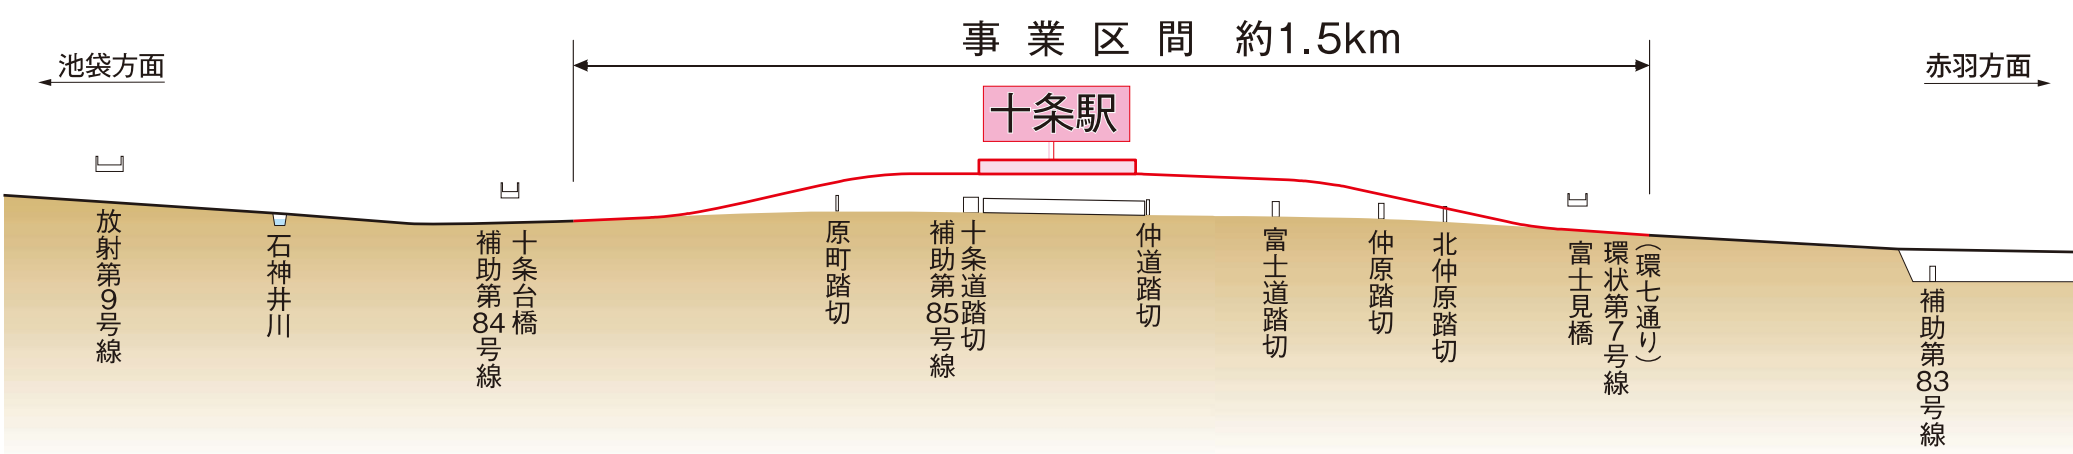 事業区間 約1.5km
池袋方面
赤羽方面
十条駅
放射第9号線
石神井川
補助第84号線
十条台橋
原町踏切
補助第85号線
十条道踏切
仲道踏切
富士道踏切
仲原踏切
北仲原踏切
富士見橋
環状第7号線
(環七通り)
補助第83号線